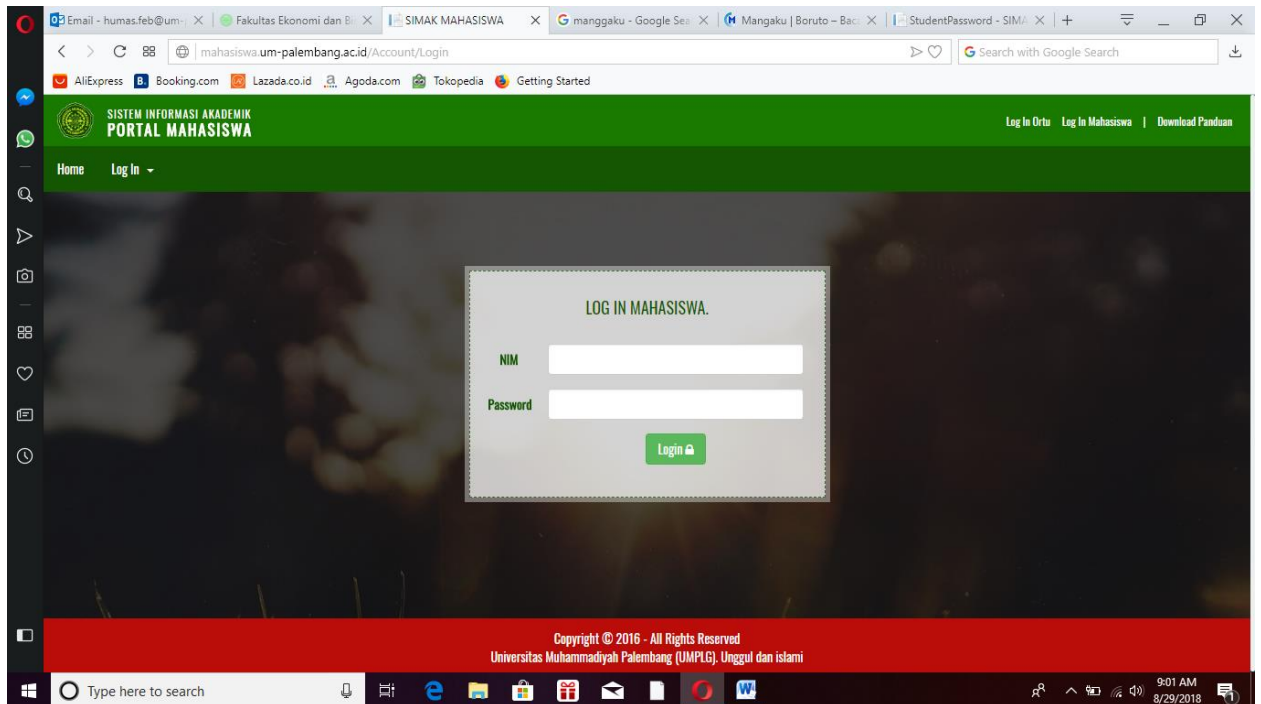 Email - humas.feb@um-
Fakultas Ekonomi dan Bi
SIMAK MAHASISWA
manggaku - Google Sea
Mangaku | Boruto – Bac
StudentPassword - SIMA
mahasiswa.um-palembang.ac.id/Account/Login
Search with Google Search
AliExpress Booking.com Lazada.co.id Agoda.com Tokopedia Getting Started
SISTEM INFORMASI AKADEMIK
PORTAL MAHASISWA
Log In Ortu Log In Mahasiswa | Download Panduan
Home Log In
LOG IN MAHASISWA.
NIM
Password
Login
Copyright © 2016 - All Rights Reserved
Universitas Muhammadiyah Palembang (UMPLG). Unggul dan islami
Type here to search
9:01 AM
8/29/2018